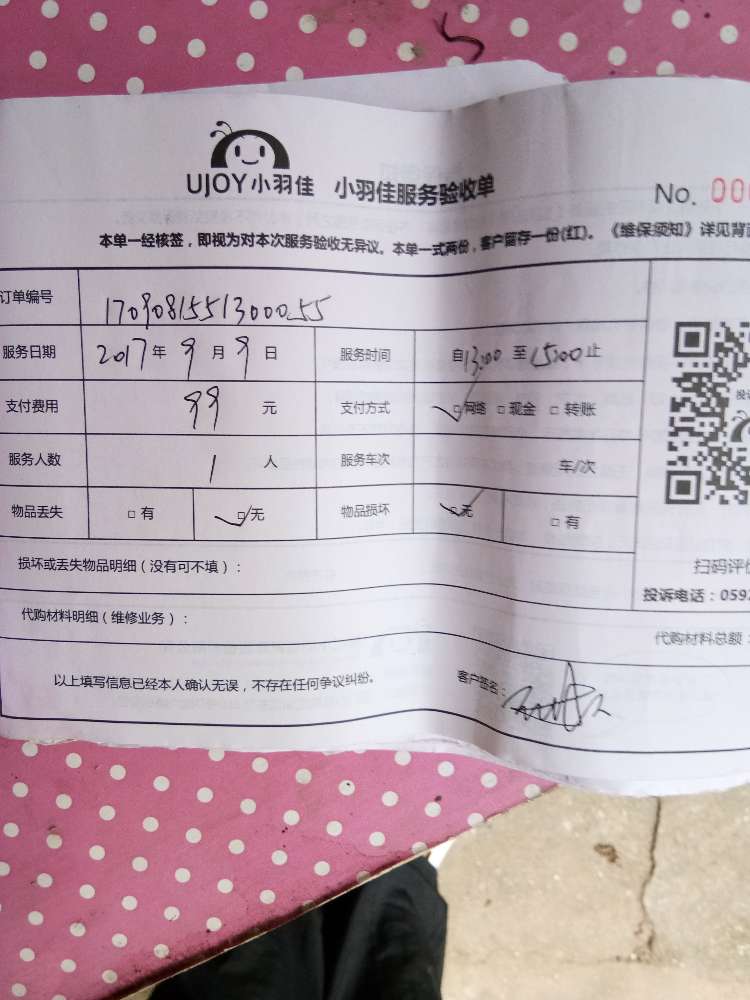 UJOY小羽佳 小羽佳服务验收单
No. 000
本单一经核签，即视为对本次服务验收无异议。本单一式两份，客户留存一份(红)。《维保须知》详见背面
订单编号 17090815513000055
服务日期 2017年 9 月 9 日 服务时间 自13:00 至15:00止
支付费用 99 元 支付方式 □网络 □现金 □转账
服务人数 1 人 服务车次 车/次
物品丢失 □有 □无 物品损坏 □无 □有
损坏或丢失物品明细（没有可不填）：
扫码评价
投诉电话：0592
代购材料明细（维修业务）：
代购材料总额：
以上填写信息已经本人确认无误，不存在任何争议纠纷。 客户签名：